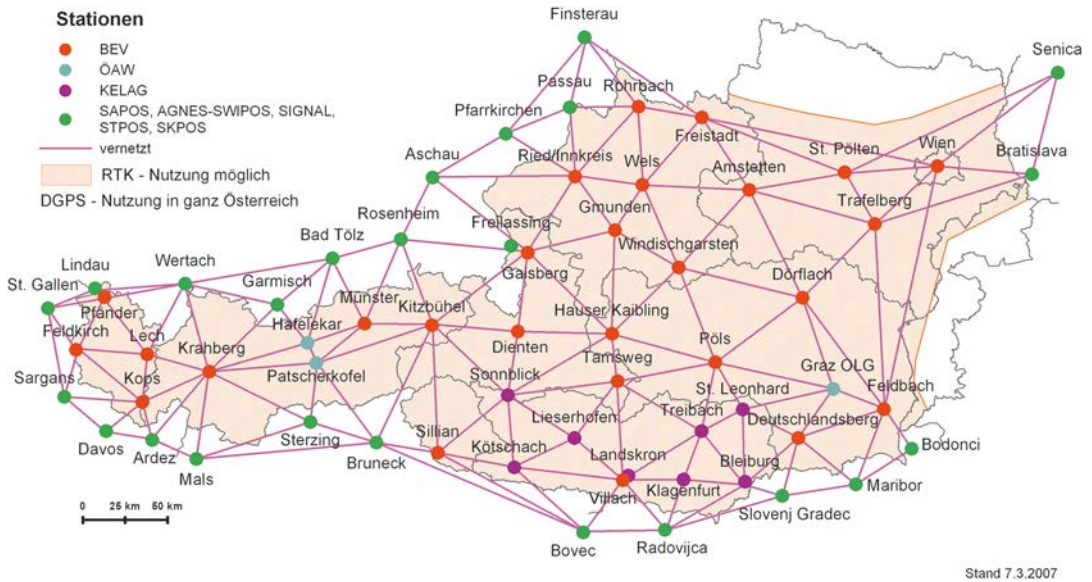 Stationen
BEV
ÖAW
KELAG
SAPOS, AGNES-SWIPOS, SIGNAL,
STPOS, SKPOS
vernetzt
RTK - Nutzung möglich
DGPS - Nutzung in ganz Österreich
Finsterau
Senica
Passau
Rohrbach
Pfarrkirchen
Freistadt
Aschau
Ried/Innkreis
Wels
Amstetten
St. Pölten
Wien
Bratislava
Rosenheim
Freilassing
Gmunden
Trafelberg
Bad Tölz
Windischgarsten
Lindau
Wertach
Garmisch
Gaisberg
Dörflach
St. Gallen
Pfänder
Münster
Kitzbühel
Hauser Kaibling
Feldkirch
Lech
Krahberg
Hafelekar
Dienten
Pöls
Sargans
Kops
Patscherkofel
Sonnblick
Tamsweg
Graz OLG
St. Leonhard
Feldbach
Lieserhofen
Treibach
Deutschlandsberg
Davos
Ardez
Sterzing
Sillian
Kötschach
Landskron
Bleiburg
Bodonci
Mals
Bruneck
Villach
Klagenfurt
Maribor
Slovenj Gradec
0 25 km 50 km
Bovec
Radovijca
Stand 7.3.2007